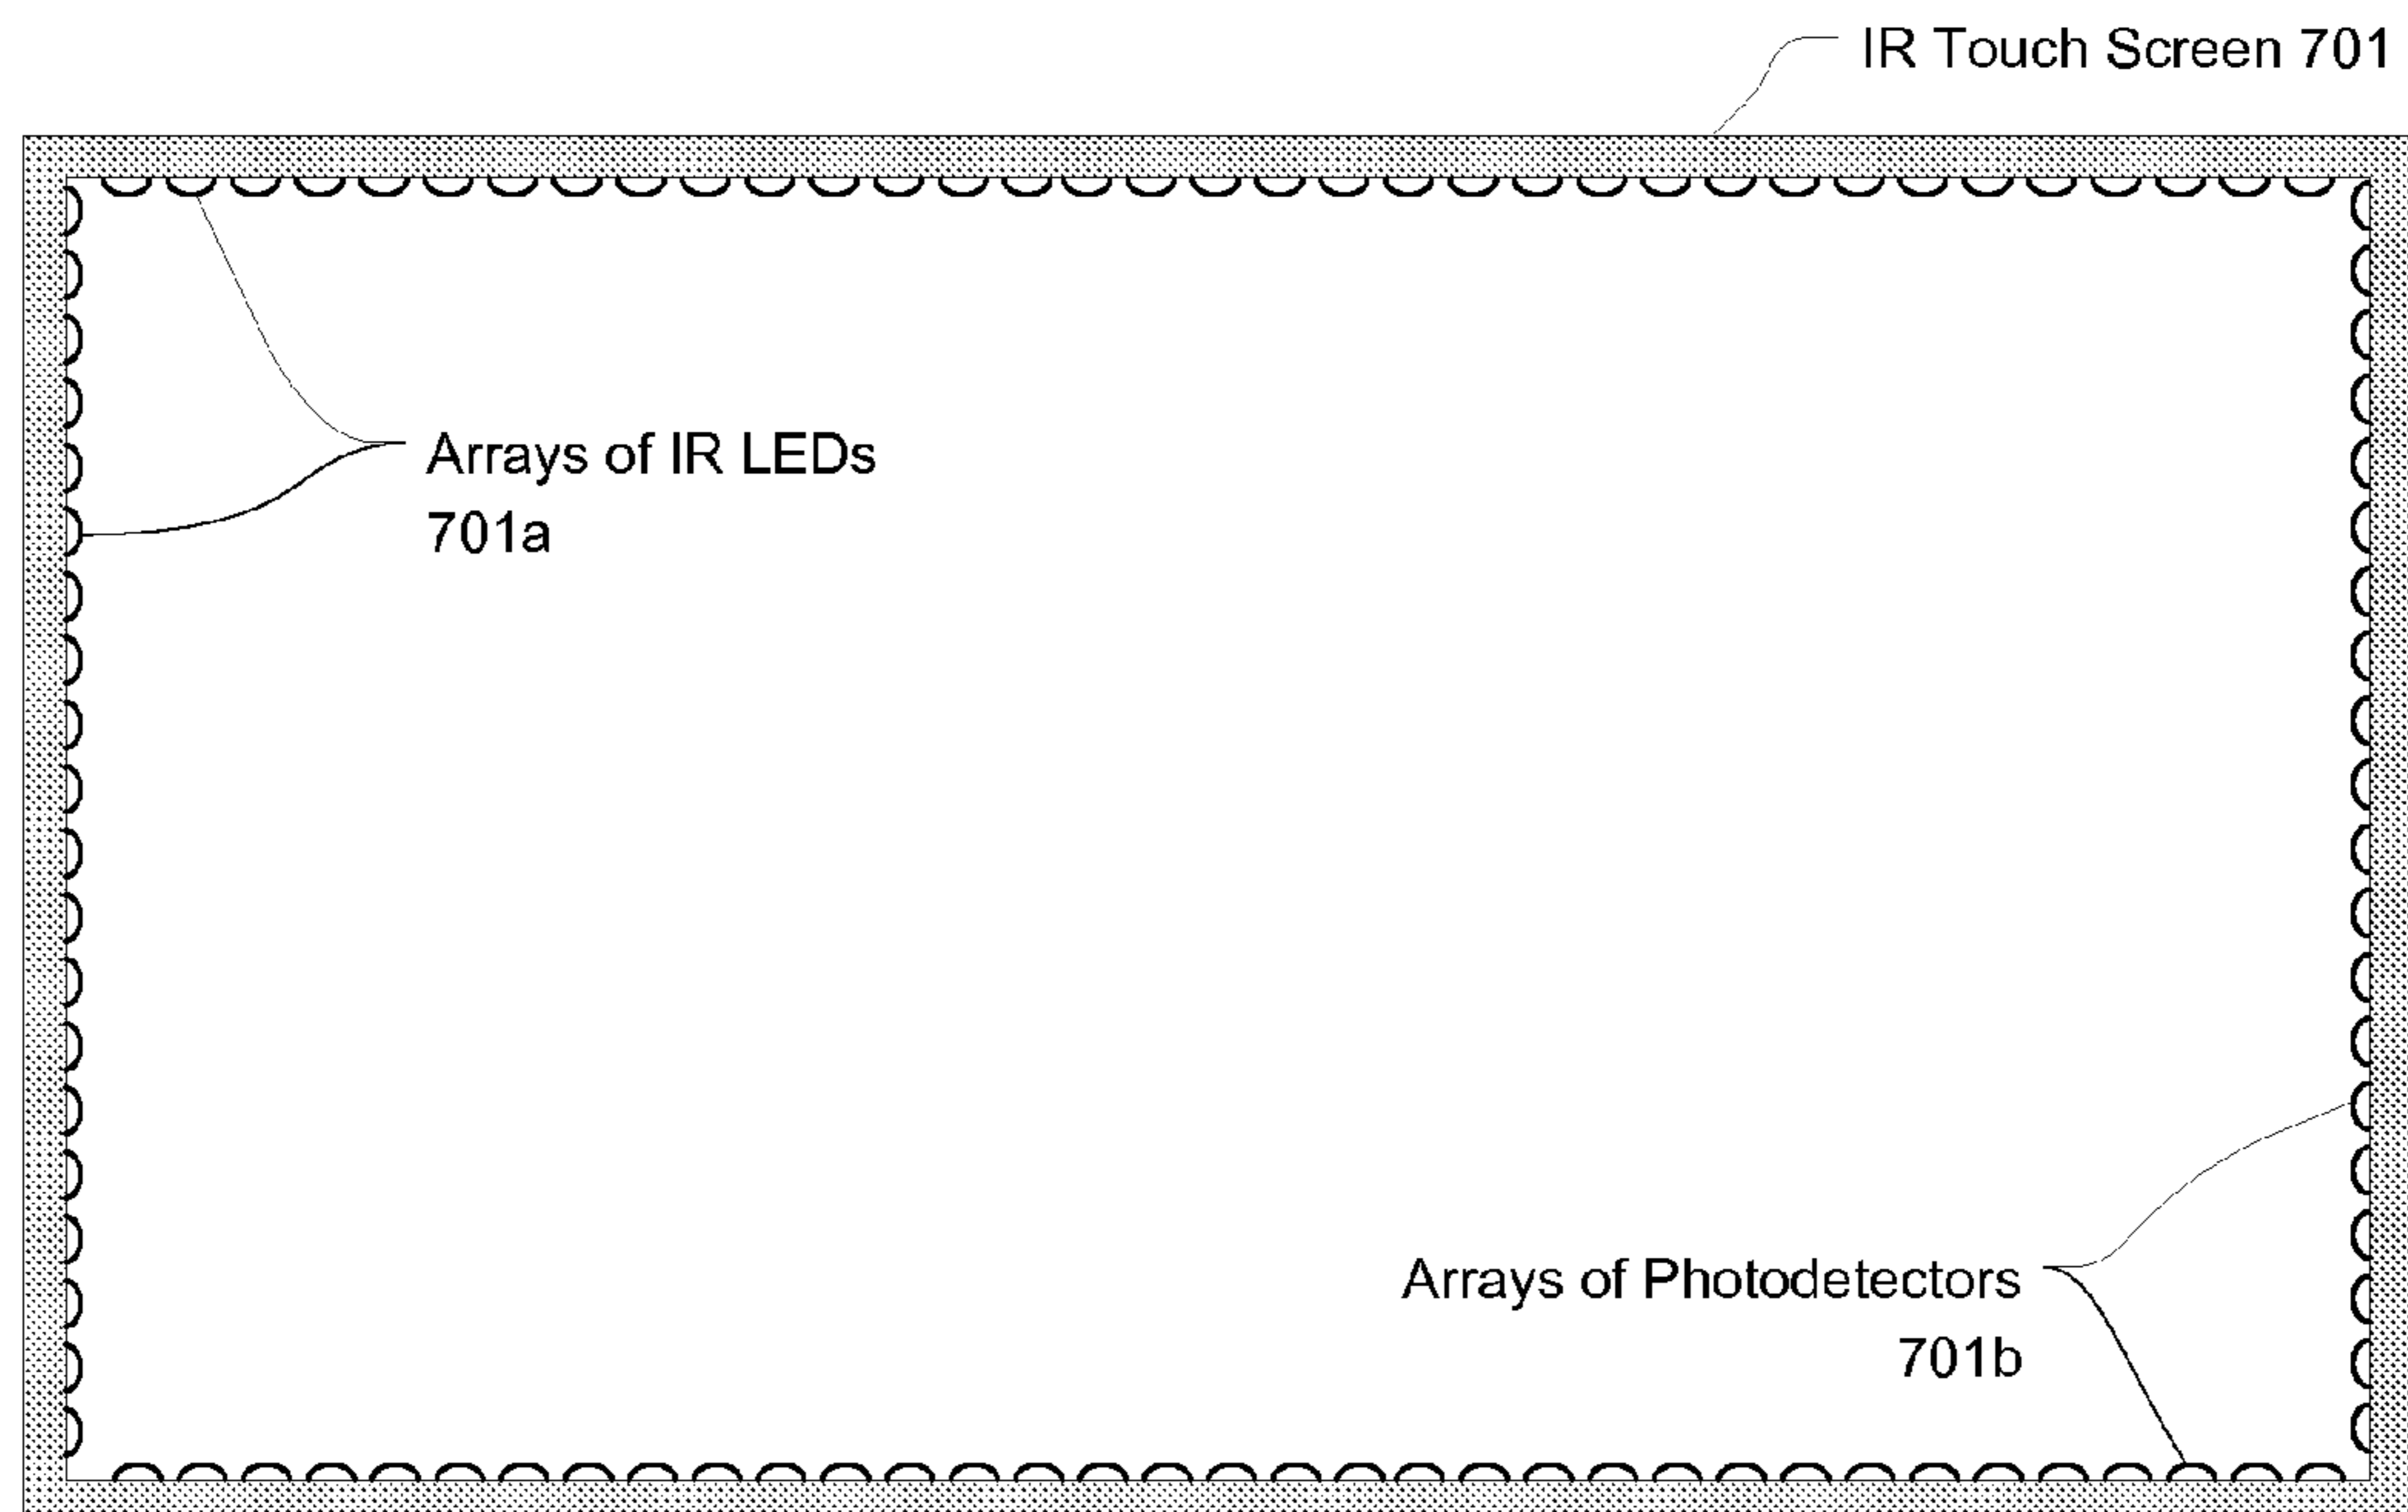 IR Touch Screen 701
Arrays of IR LEDs
701a
Arrays of Photodetectors
701b